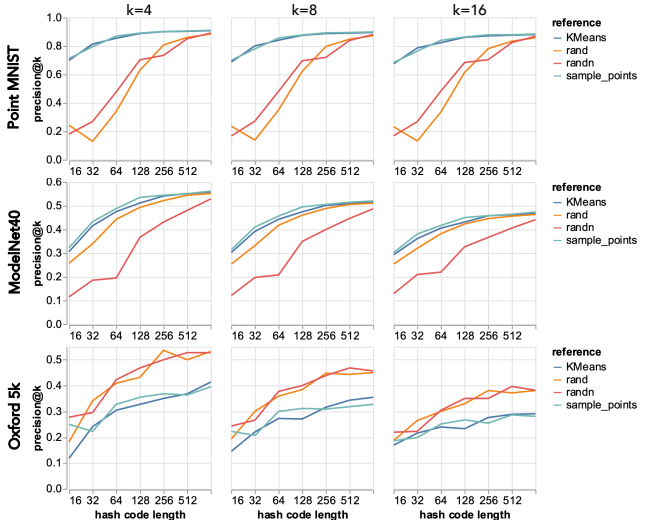 k=4 k=8 k=16
Point MNIST
precision@k
1.0
0.8
0.6
0.4
0.2
0.0
16 32 64 128 256 512
16 32 64 128 256 512
16 32 64 128 256 512
reference
KMeans
rand
randn
sample_points
ModelNet40
precision@k
0.6
0.5
0.4
0.3
0.2
0.1
0.0
16 32 64 128 256 512
16 32 64 128 256 512
16 32 64 128 256 512
reference
KMeans
rand
randn
sample_points
Oxford 5k
precision@k
0.5
0.4
0.3
0.2
0.1
0.0
16 32 64 128 256 512
16 32 64 128 256 512
16 32 64 128 256 512
hash code length hash code length hash code length
reference
KMeans
rand
randn
sample_points